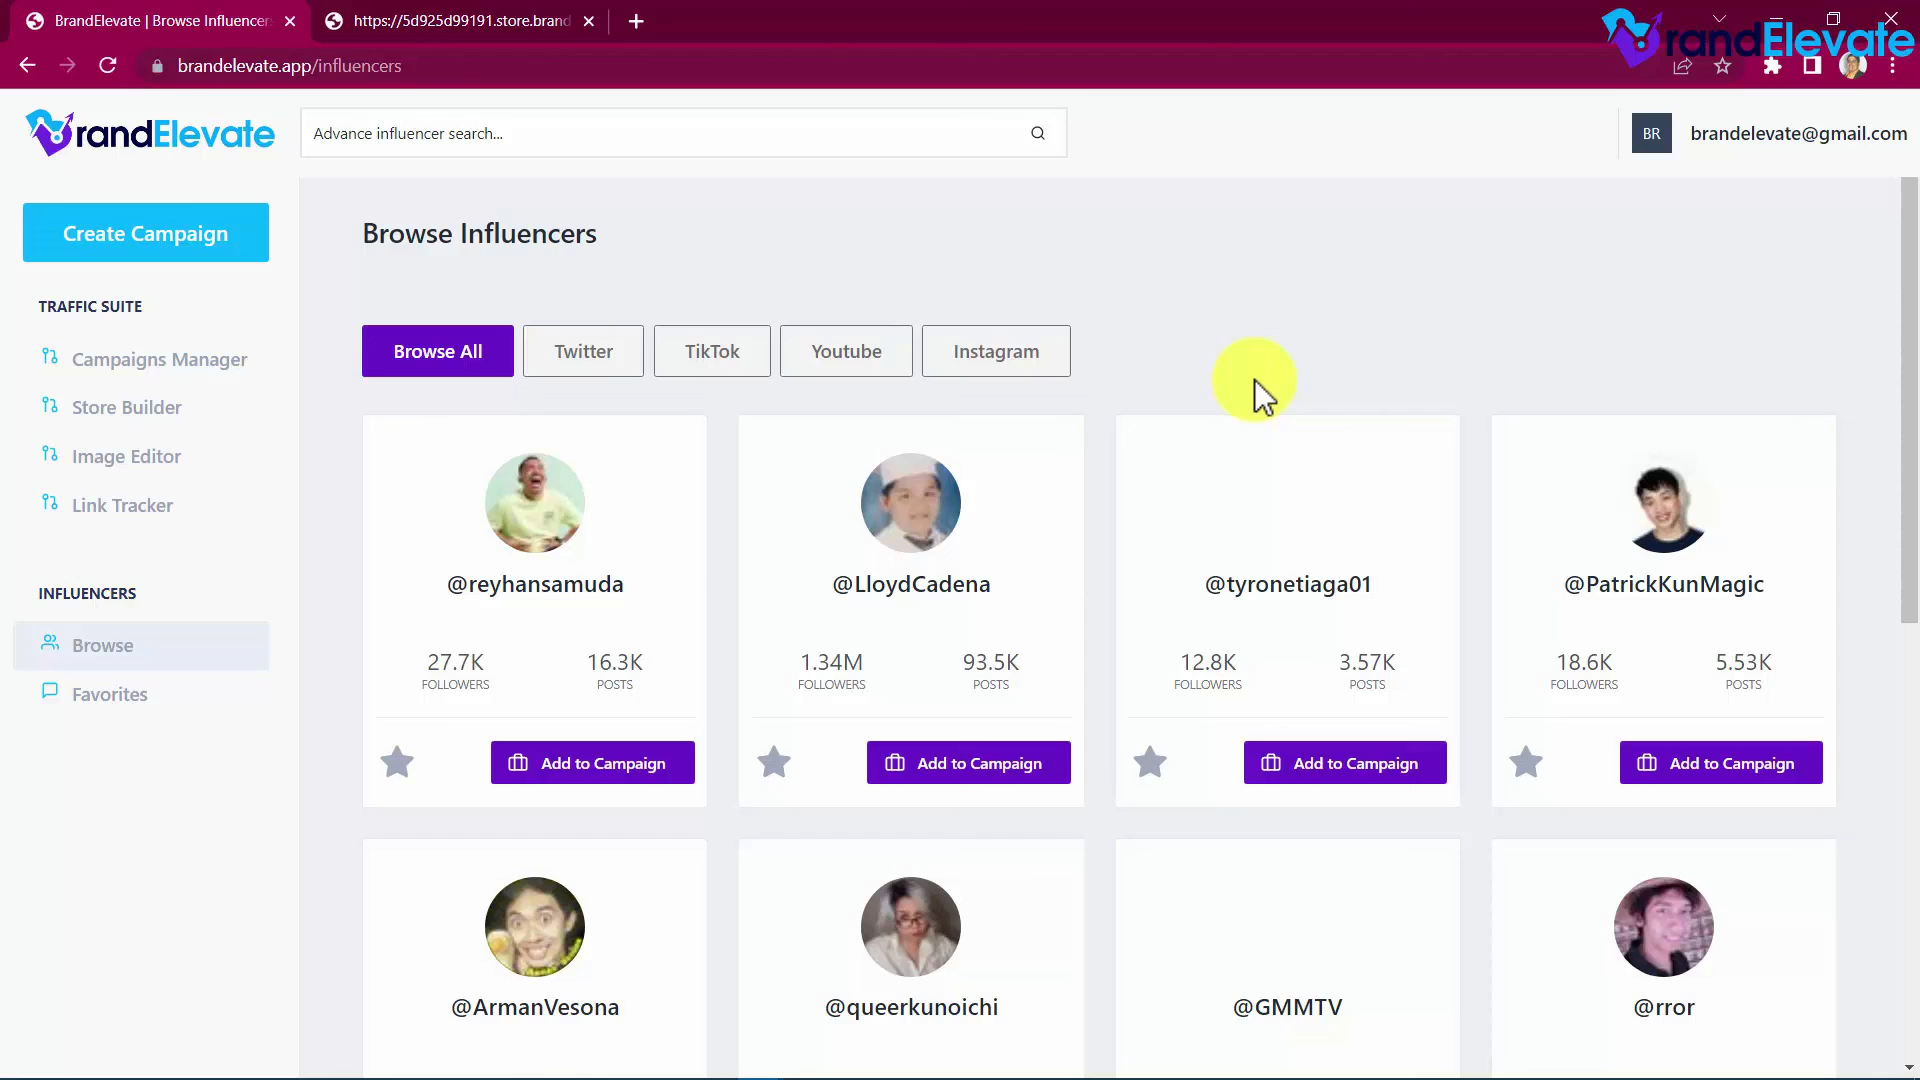 BrandElevate | Browse Influencer
https://5d925d99191.store.brand
brandelevate.app/influencers
randElevate
randElevate
Advance influencer search...
BR
brandelevate@gmail.com
Create Campaign
TRAFFIC SUITE
Campaigns Manager
Store Builder
Image Editor
Link Tracker
INFLUENCERS
Browse
Favorites
Browse Influencers
Browse All
Twitter
TikTok
Youtube
Instagram
@reyhansamuda
27.7K 16.3K
FOLLOWERS POSTS
Add to Campaign
@LloydCadena
1.34M 93.5K
FOLLOWERS POSTS
Add to Campaign
@tyronetiaga01
12.8K 3.57K
FOLLOWERS POSTS
Add to Campaign
@PatrickKunMagic
18.6K 5.53K
FOLLOWERS POSTS
Add to Campaign
@ArmanVesona
@queerkunoichi
@GMMTV
@rror